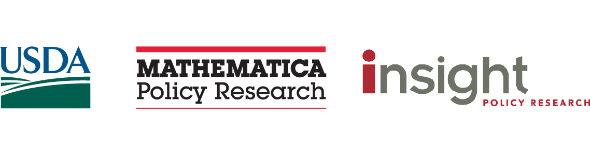 USDA
MATHEMATICA
Policy Research
insight
POLICY RESEARCH